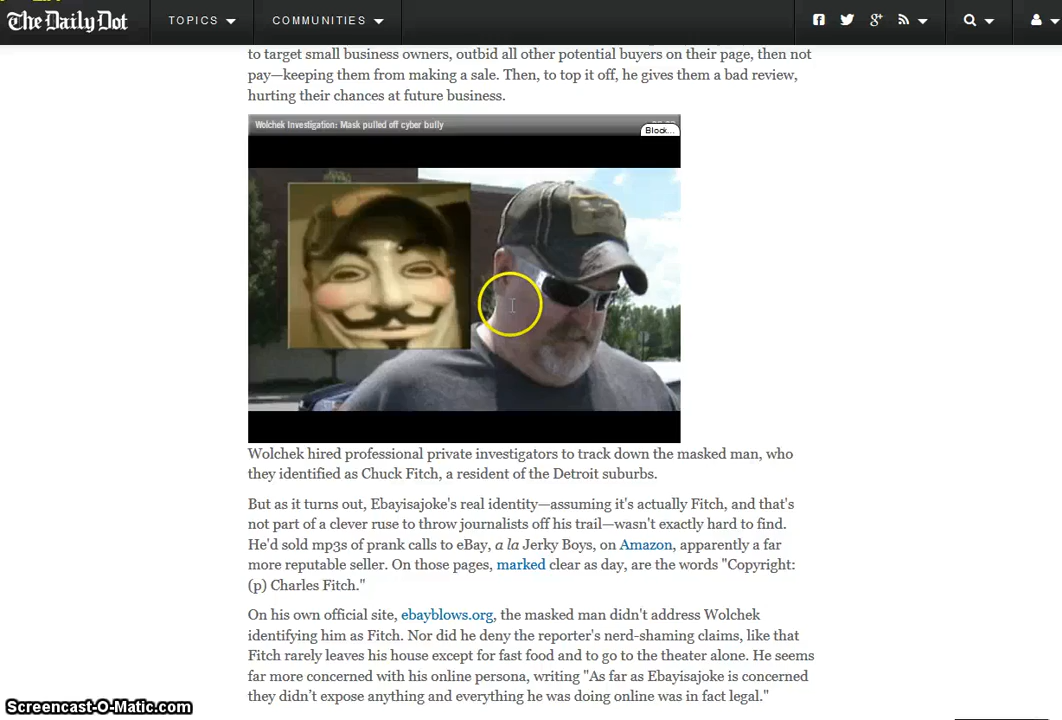 The Daily Dot
TOPICS
COMMUNITIES
to target small business owners, outbid all other potential buyers on their page, then not
pay—keeping them from making a sale. Then, to top it off, he gives them a bad review,
hurting their chances at future business.
Wolchek Investigation: Mask pulled off cyber bully
Block...
Wolchek hired professional private investigators to track down the masked man, who
they identified as Chuck Fitch, a resident of the Detroit suburbs.
But as it turns out, Ebayisajoke's real identity—assuming it's actually Fitch, and that's
not part of a clever ruse to throw journalists off his trail—wasn't exactly hard to find.
He'd sold mp3s of prank calls to eBay, a la Jerky Boys, on Amazon, apparently a far
more reputable seller. On those pages, marked clear as day, are the words "Copyright:
(p) Charles Fitch."
On his own official site, ebayblows.org, the masked man didn't address Wolchek
identifying him as Fitch. Nor did he deny the reporter's nerd-shaming claims, like that
Fitch rarely leaves his house except for fast food and to go to the theater alone. He seems
far more concerned with his online persona, writing "As far as Ebayisajoke is concerned
they didn't expose anything and everything he was doing online was in fact legal."
Screencast-O-Matic.com